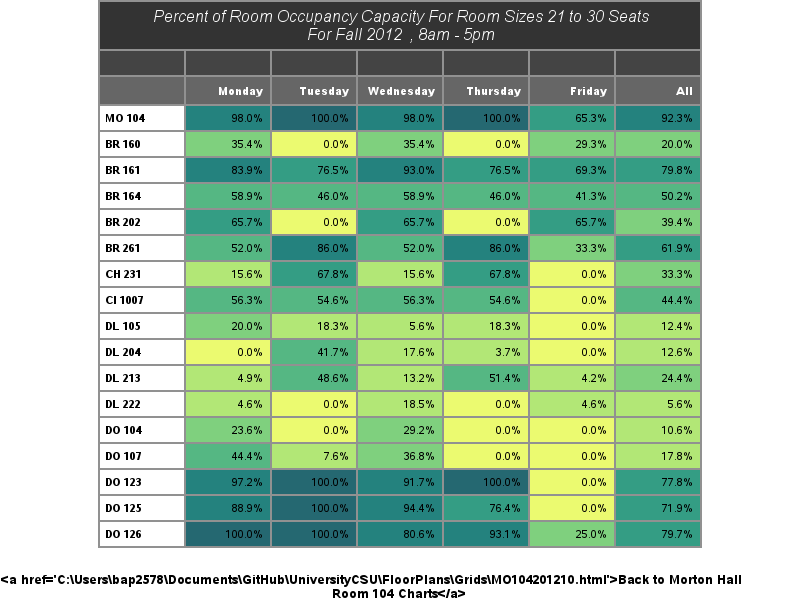 Percent of Room Occupancy Capacity For Room Sizes 21 to 30 Seats
For Fall 2012 , 8am - 5pm
Monday Tuesday Wednesday Thursday Friday All
MO 104 98.0% 100.0% 98.0% 100.0% 65.3% 92.3%
BR 160 35.4% 0.0% 35.4% 0.0% 29.3% 20.0%
BR 161 83.9% 76.5% 93.0% 76.5% 69.3% 79.8%
BR 164 58.9% 46.0% 58.9% 46.0% 41.3% 50.2%
BR 202 65.7% 0.0% 65.7% 0.0% 65.7% 39.4%
BR 261 52.0% 86.0% 52.0% 86.0% 33.3% 61.9%
CH 231 15.6% 67.8% 15.6% 67.8% 0.0% 33.3%
CI 1007 56.3% 54.6% 56.3% 54.6% 0.0% 44.4%
DL 105 20.0% 18.3% 5.6% 18.3% 0.0% 12.4%
DL 204 0.0% 41.7% 17.6% 3.7% 0.0% 12.6%
DL 213 4.9% 48.6% 13.2% 51.4% 4.2% 24.4%
DL 222 4.6% 0.0% 18.5% 0.0% 4.6% 5.6%
DO 104 23.6% 0.0% 29.2% 0.0% 0.0% 10.6%
DO 107 44.4% 7.6% 36.8% 0.0% 0.0% 17.8%
DO 123 97.2% 100.0% 91.7% 100.0% 0.0% 77.8%
DO 125 88.9% 100.0% 94.4% 76.4% 0.0% 71.9%
DO 126 100.0% 100.0% 80.6% 93.1% 25.0% 79.7%
<a href='C:\Users\bap2578\Documents\GitHub\UniversityCSU\FloorPlans\Grids\MO104201210.html'>Back to Morton Hall
Room 104 Charts</a>